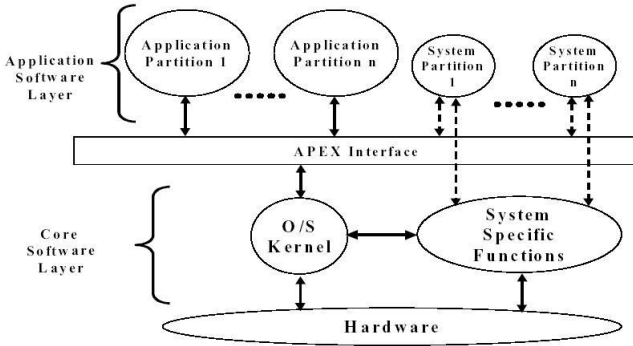 Application
Software
Layer
Application
Partition 1
Application
Partition n
System
Partition
1
System
Partition
n
APEX Interface
Core
Software
Layer
O/S
Kernel
System
Specific
Functions
Hardware